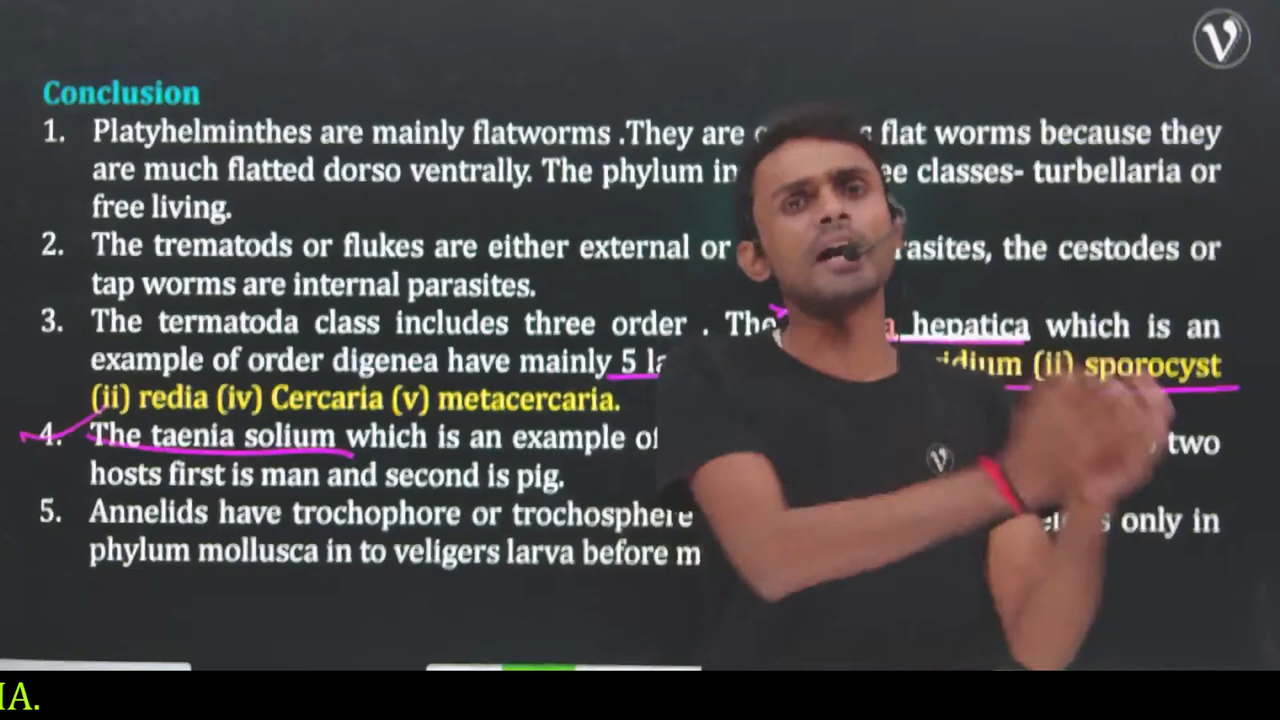 V
Conclusion
1. Platyhelminthes are mainly flatworms .They are flat worms because they
are much flatted dorso ventrally. The phylum in classes- turbellaria or
free living.
2. The trematods or flukes are either external or the cestodes or
tap worms are internal parasites.
3. The termatoda class includes three order . The hepatica which is an
example of order digenea have mainly 5 (ii) sporocyst
(ii) redia (iv) Cercaria (v) metacercaria.
4. The taenia solium which is an example of two
hosts first is man and second is pig.
5. Annelids have trochophore or trochosphere only in
phylum mollusca in to veligers larva before
V
IA.